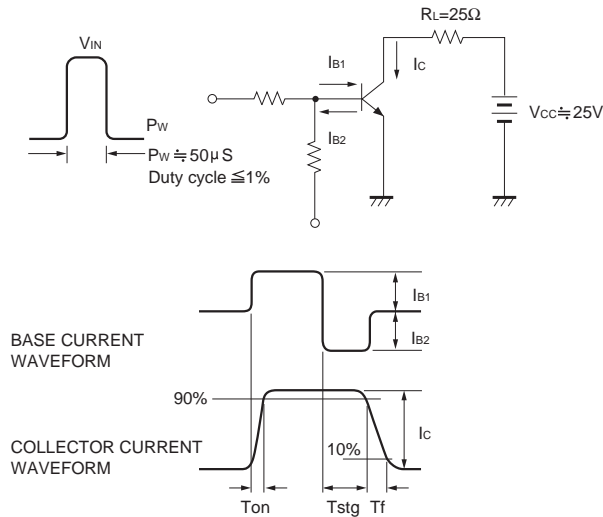 VIN
PW
PW≒50μS
Duty cycle≦1%
RL=25Ω
IB1
IC
IB2
VCC≒25V
BASE CURRENT
WAVEFORM
IB1
IB2
90%
COLLECTOR CURRENT
WAVEFORM
10%
IC
Ton
Tstg
Tf